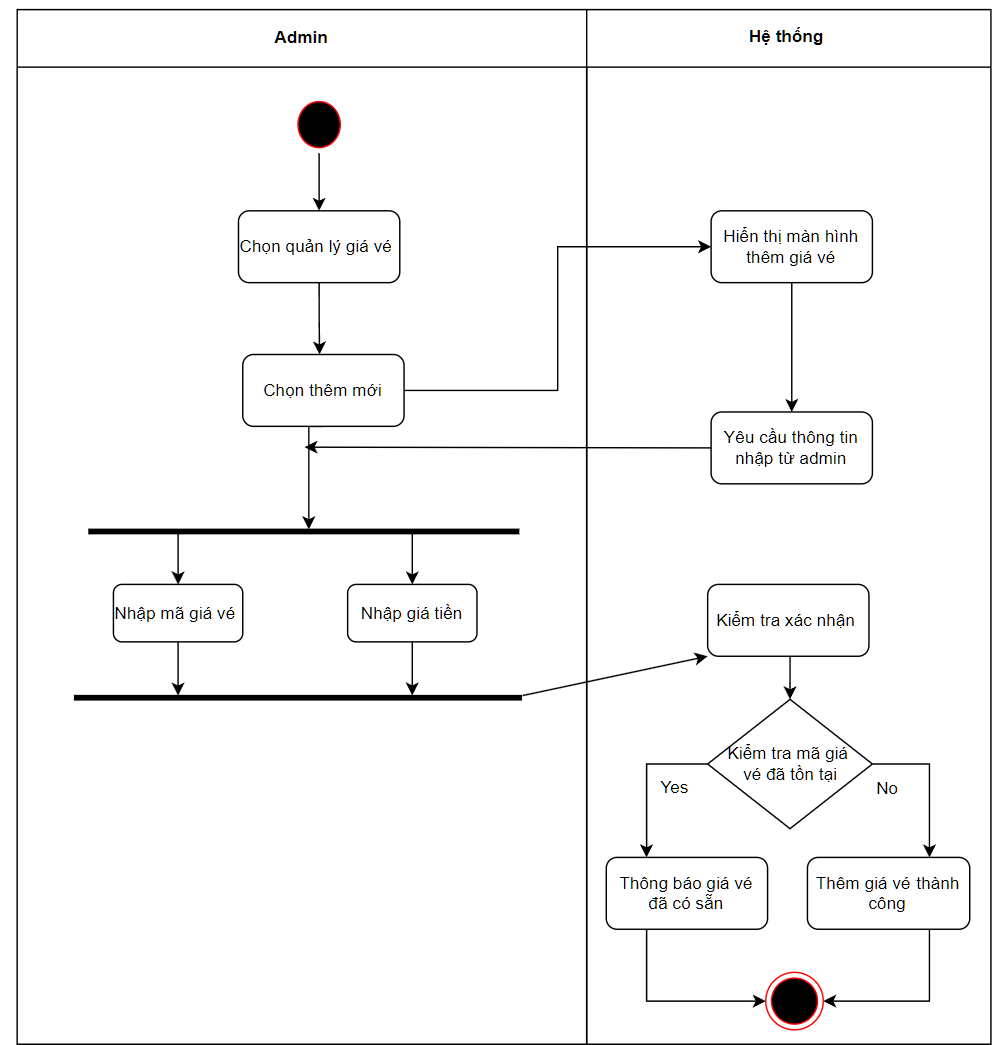 Admin
Hệ thống
Chọn quản lý giá vé
Hiển thị màn hình
thêm giá vé
Chọn thêm mới
Yêu cầu thông tin
nhập từ admin
Nhập mã giá vé
Nhập giá tiền
Kiểm tra xác nhận
Kiểm tra mã giá
vé đã tồn tại
Yes
No
Thông báo giá vé
đã có sẵn
Thêm giá vé thành
công